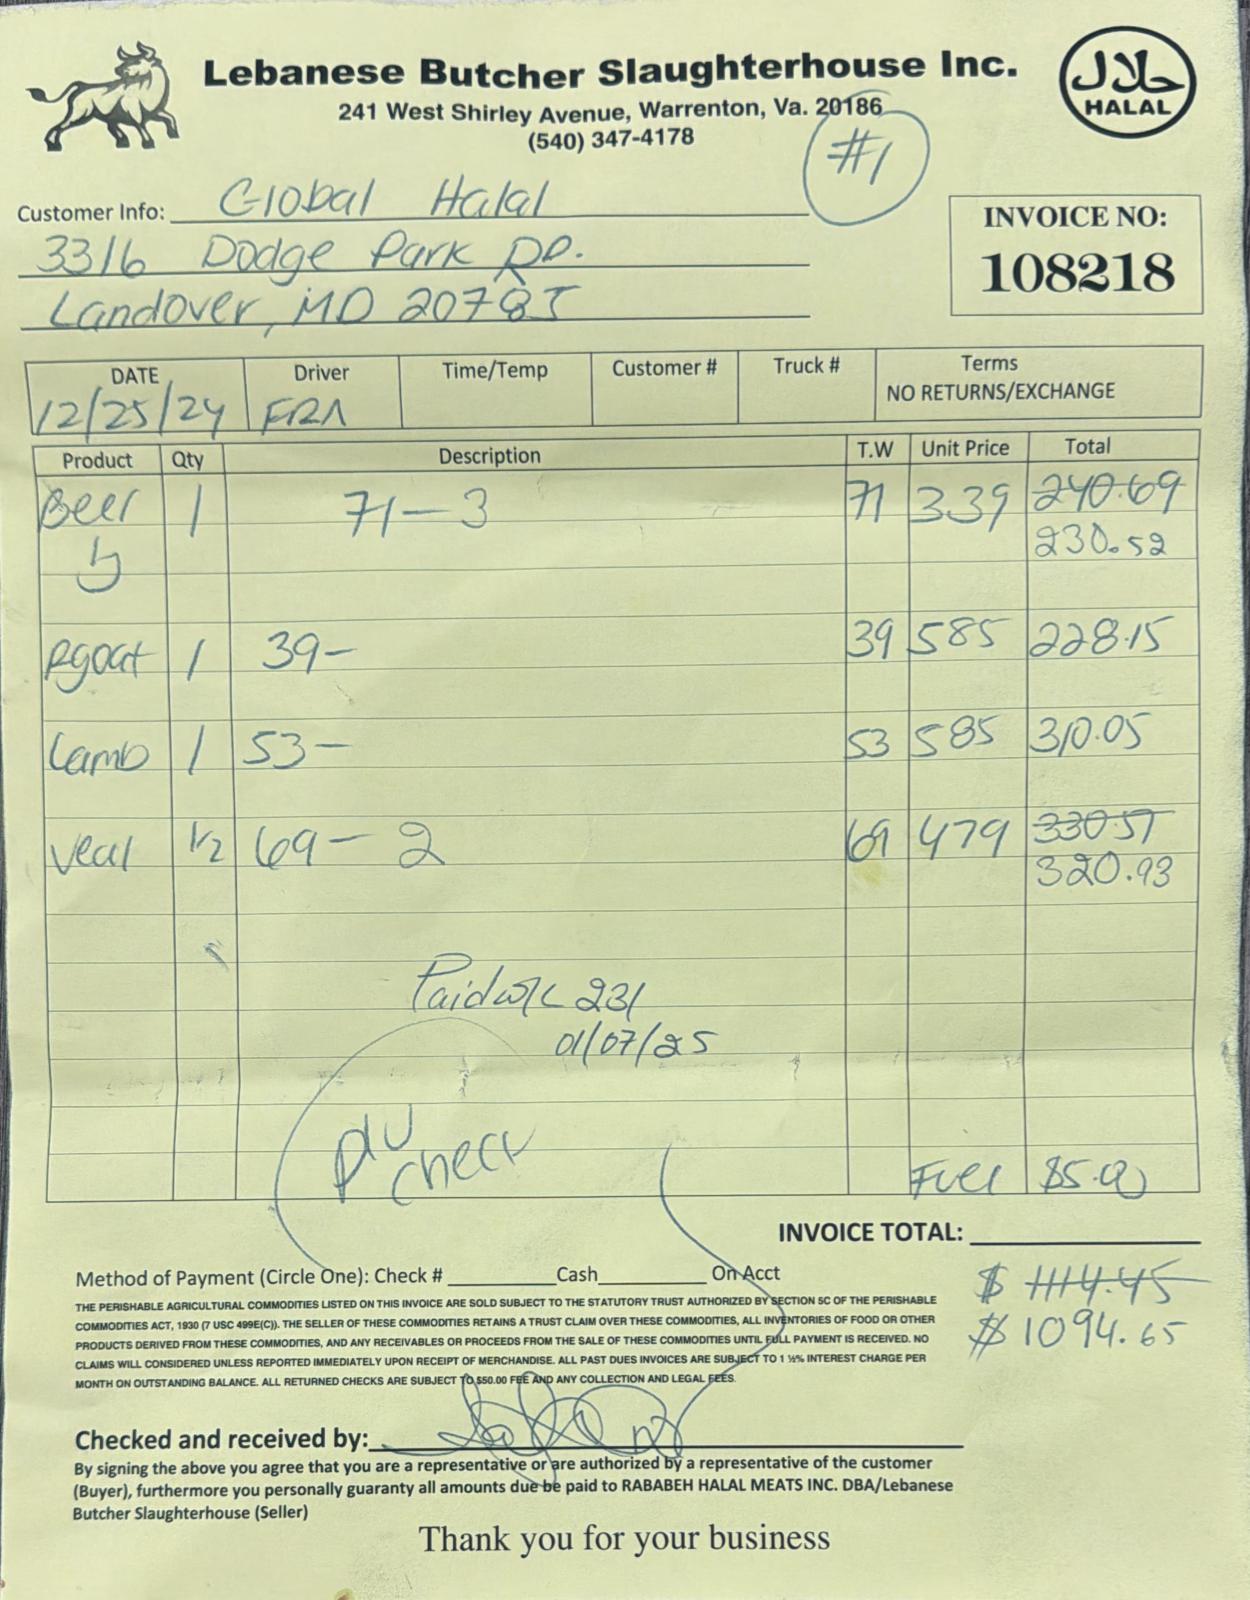 Lebanese Butcher Slaughterhouse Inc.
حلال
HALAL
241 West Shirley Avenue, Warrenton, Va. 20186
(540) 347-4178
#1
Customer Info: Global Halal
3316 Dodge Park RD.
Landover, MD 20785
INVOICE NO:
108218
DATE Driver Time/Temp Customer # Truck # Terms
12/25/24 NO RETURNS/EXCHANGE
Product Qty Description T.W Unit Price Total
Beef 1 71-3 71 339 240.69
230.52
Rgoat 1 39- 39 585 228.15
Lamb 1 53- 53 585 310.05
Veal 1/2 69-2 69 479 330.51
320.93
Paid 231
01/07/25
check
Fuel $5.00
INVOICE TOTAL:
Method of Payment (Circle One): Check # Cash On Acct
$ 1114.45
$ 1094.65
THE PERISHABLE AGRICULTURAL COMMODITIES LISTED ON THIS INVOICE ARE SOLD SUBJECT TO THE STATUTORY TRUST AUTHORIZED BY SECTION 5C OF THE PERISHABLE
COMMODITIES ACT, 1930 (7 USC 499E(C)). THE SELLER OF THESE COMMODITIES RETAINS A TRUST CLAIM OVER THESE COMMODITIES, ALL INVENTORIES OF FOOD OR OTHER
PRODUCTS DERIVED FROM THESE COMMODITIES, AND ANY RECEIVABLES OR PROCEEDS FROM THE SALE OF THESE COMMODITIES UNTIL FULL PAYMENT IS RECEIVED. NO
CLAIMS WILL CONSIDERED UNLESS REPORTED IMMEDIATELY UPON RECEIPT OF MERCHANDISE. ALL PAST DUES INVOICES ARE SUBJECT TO 1 ½% INTEREST CHARGE PER
MONTH ON OUTSTANDING BALANCE. ALL RETURNED CHECKS ARE SUBJECT TO $50.00 FEE AND ANY COLLECTION AND LEGAL FEES.
Checked and received by:
By signing the above you agree that you are a representative or are authorized by a representative of the customer
(Buyer), furthermore you personally guaranty all amounts due be paid to RABABEH HALAL MEATS INC. DBA/Lebanese
Butcher Slaughterhouse (Seller)
Thank you for your business